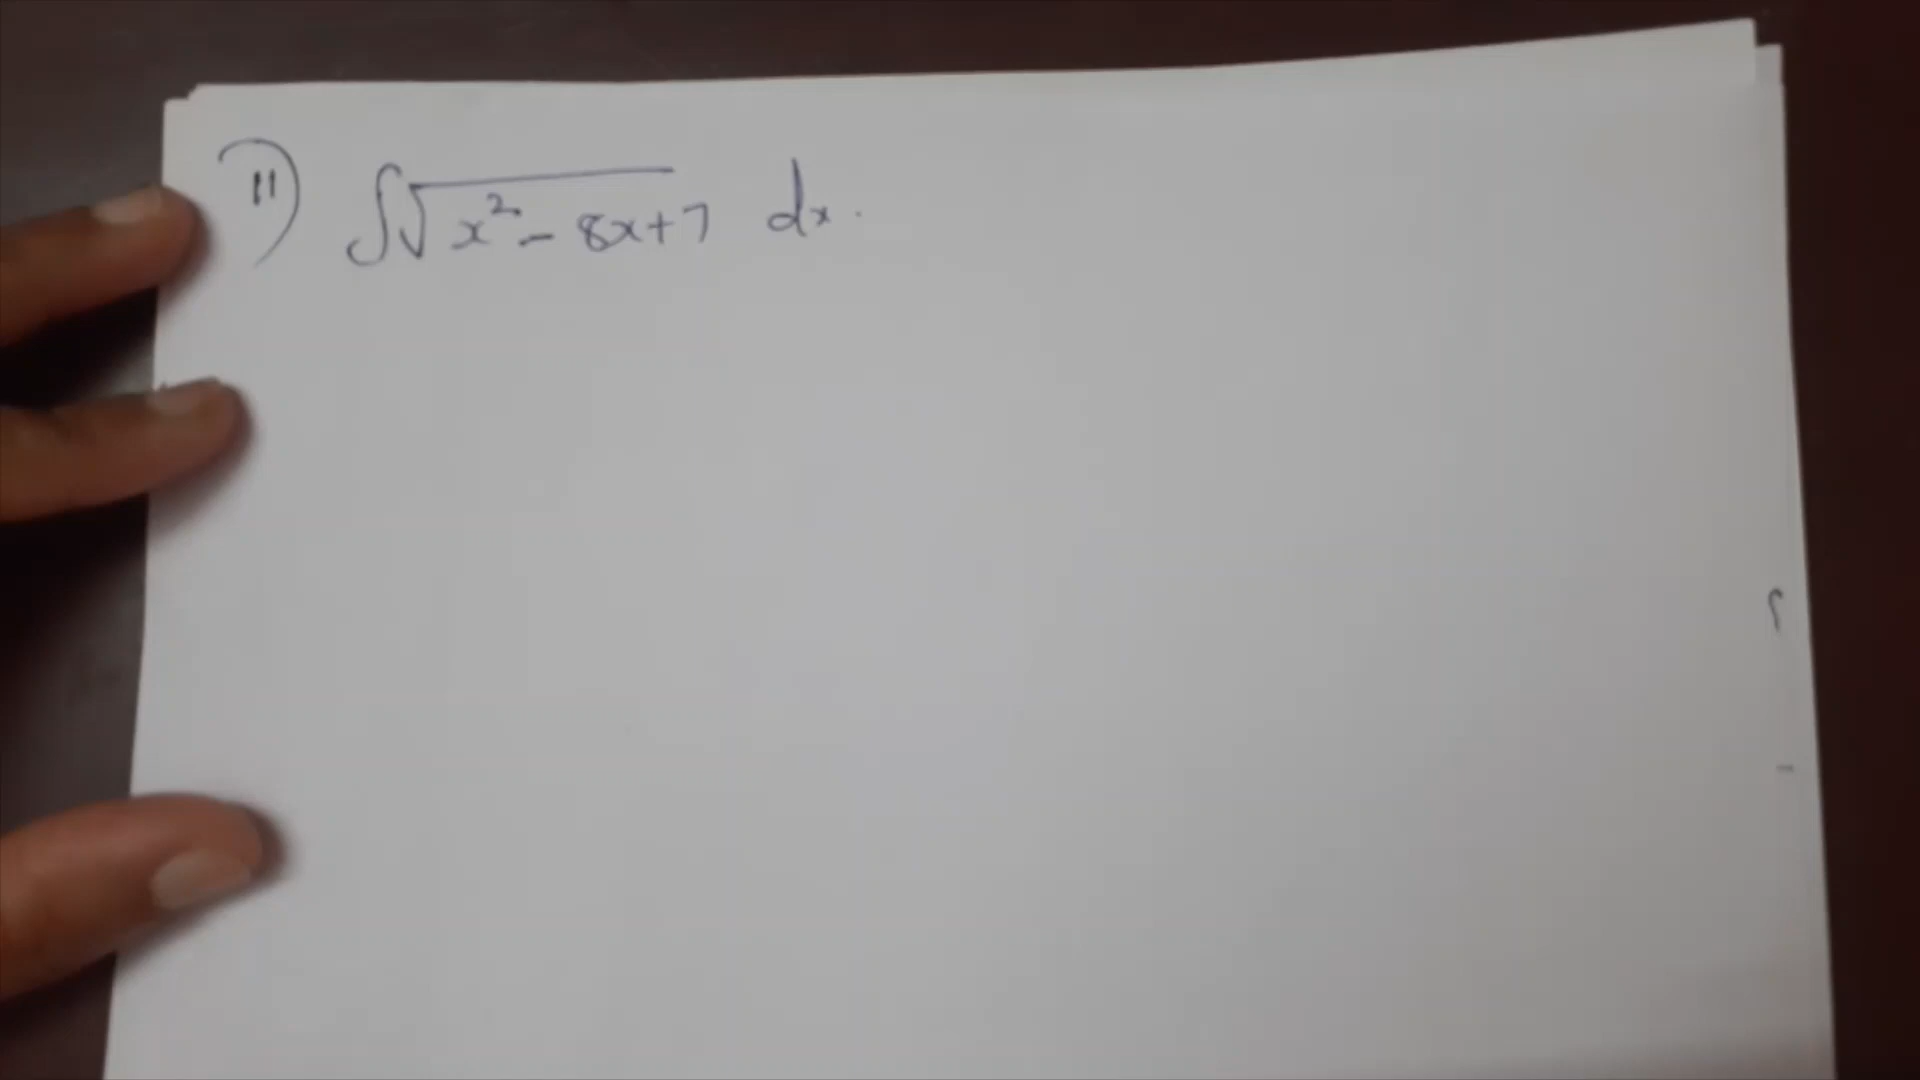 11) ∫√x² - 8x+7 dx.